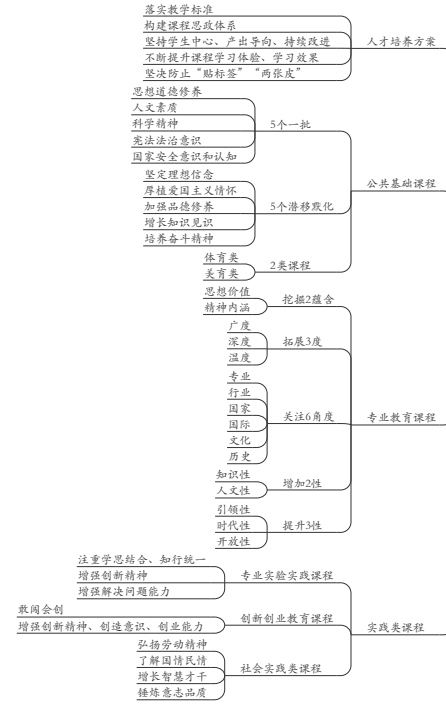 落实教学标准
构建课程思政体系
坚持学生中心、产出导向、持续改进
不断提升课程学习体验、学习效果
坚决防止“贴标签”“两张皮”
人才培养方案
思想道德修养
人文素质
科学精神
宪法法治意识
国家安全意识和认知
5个一批
坚定理想信念
厚植爱国主义情怀
加强品德修养
增长知识见识
培养奋斗精神
5个潜移默化
体育类
美育类
2类课程
公共基础课程
思想价值
精神内涵
挖掘2蕴含
广度
深度
温度
拓展3度
专业
行业
国家
国际
文化
历史
关注6角度
知识性
人文性
增加2性
引领性
时代性
开放性
提升3性
专业教育课程
注重学思结合、知行统一
增强创新精神
增强解决问题能力
专业实验实践课程
敢闯会创
增强创新精神、创造意识、创业能力
创新创业教育课程
弘扬劳动精神
了解国情民情
增长智慧才干
锤炼意志品质
社会实践类课程
实践类课程